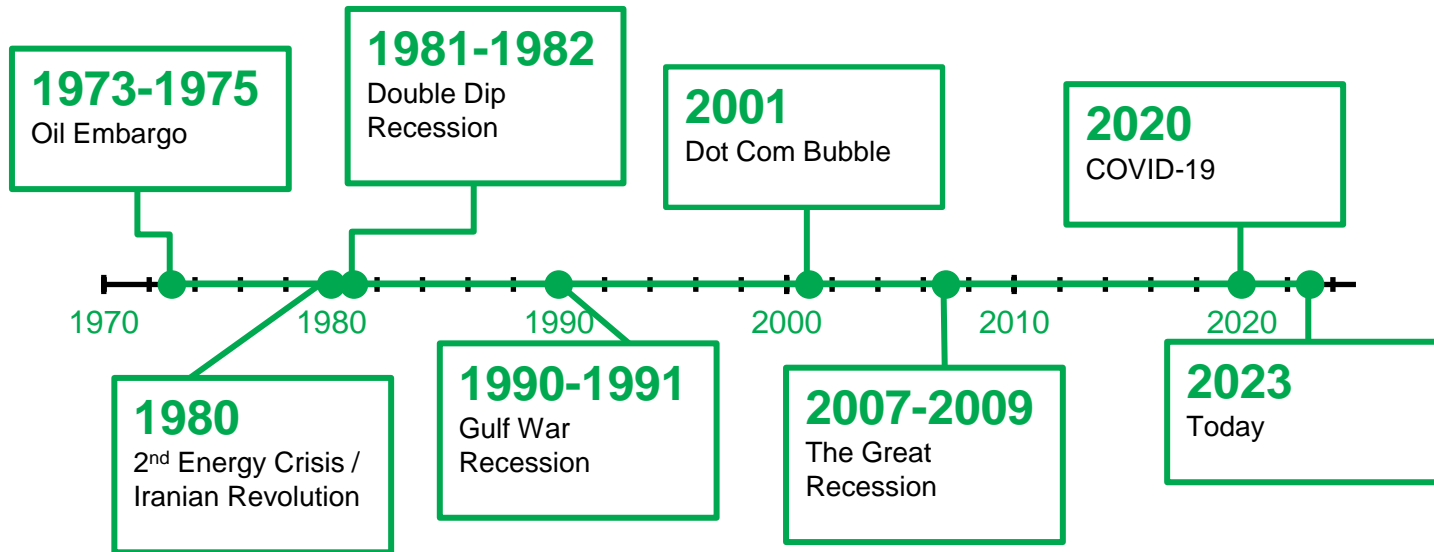 1973-1975
Oil Embargo
1981-1982
Double Dip
Recession
2001
Dot Com Bubble
2020
COVID-19
1970
1980
1990
2000
2010
2020
1980
2nd Energy Crisis /
Iranian Revolution
1990-1991
Gulf War
Recession
2007-2009
The Great
Recession
2023
Today